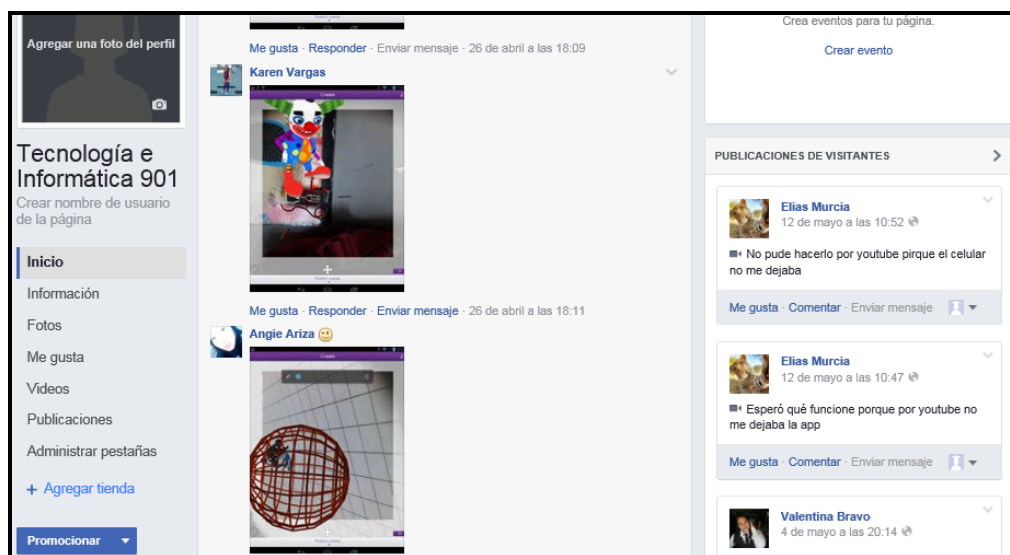 Agregar una foto del perfil
Tecnología e
Informática 901
Crear nombre de usuario
de la página
Inicio
Información
Fotos
Me gusta
Videos
Publicaciones
Administrar pestañas
+ Agregar tienda
Promocionar
Me gusta · Responder · Enviar mensaje · 26 de abril a las 18:09
Karen Vargas
Create
Me gusta · Responder · Enviar mensaje · 26 de abril a las 18:11
Angie Ariza
Create
Crea eventos para tu página.
Crear evento
PUBLICACIONES DE VISITANTES
Elias Murcia
12 de mayo a las 10:52
No pude hacerlo por youtube pirque el celular
no me dejaba
Me gusta · Comentar · Enviar mensaje
Elias Murcia
12 de mayo a las 10:47
Esperó qué funcione porque por youtube no
me dejaba la app
Me gusta · Comentar · Enviar mensaje
Valentina Bravo
4 de mayo a las 20:14